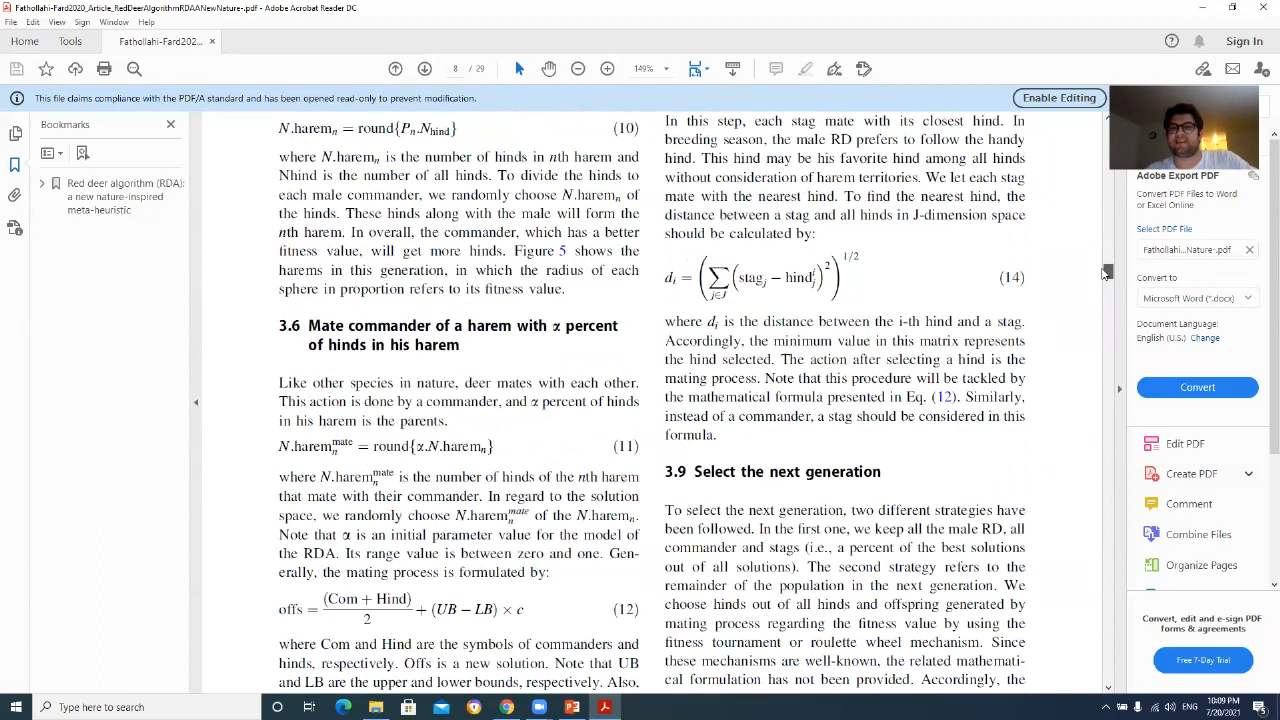 Fathollahi-Fard2020_Article_RedDeerAlgorithmRDAANewNature-.pdf - Adobe Acrobat Reader DC
File Edit View Sign Window Help
Home Tools Fathollahi-Fard202... × Sign In
8 / 29 149%
This file claims compliance with the PDF/A standard and has been opened read-only to prevent modification. Enable Editing
Bookmarks
Red deer algorithm (RDA):
a new nature-inspired
meta-heuristic
N.haremₙ = round{Pₙ.N_hind} (10)
where N.haremₙ is the number of hinds in nth harem and
Nhind is the number of all hinds. To divide the hinds to
each male commander, we randomly choose N.haremₙ of
the hinds. These hinds along with the male will form the
nth harem. In overall, the commander, which has a better
fitness value, will get more hinds. Figure 5 shows the
harems in this generation, in which the radius of each
sphere in proportion refers to its fitness value.
3.6 Mate commander of a harem with α percent
of hinds in his harem
Like other species in nature, deer mates with each other.
This action is done by a commander, and α percent of hinds
in his harem is the parents.
N.haremₙ^mate = round{α.N.haremₙ} (11)
where N.haremₙ^mate is the number of hinds of the nth harem
that mate with their commander. In regard to the solution
space, we randomly choose N.haremₙ^mate of the N.haremₙ.
Note that α is an initial parameter value for the model of
the RDA. Its range value is between zero and one. Gen-
erally, the mating process is formulated by:
offs = (Com + Hind)/2 + (UB − LB) × c (12)
where Com and Hind are the symbols of commanders and
hinds, respectively. Offs is a new solution. Note that UB
and LB are the upper and lower bounds, respectively. Also,
In this step, each stag mate with its closest hind. In
breeding season, the male RD prefers to follow the handy
hind. This hind may be his favorite hind among all hinds
without consideration of harem territories. We let each stag
mate with the nearest hind. To find the nearest hind, the
distance between a stag and all hinds in J-dimension space
should be calculated by:
dᵢ = (∑_{j∈J} (stagⱼ − hindⱼⁱ)²)^{1/2} (14)
where dᵢ is the distance between the i-th hind and a stag.
Accordingly, the minimum value in this matrix represents
the hind selected. The action after selecting a hind is the
mating process. Note that this procedure will be tackled by
the mathematical formula presented in Eq. (12). Similarly,
instead of a commander, a stag should be considered in this
formula.
3.9 Select the next generation
To select the next generation, two different strategies have
been followed. In the first one, we keep all the male RD, all
commander and stags (i.e., a percent of the best solutions
out of all solutions). The second strategy refers to the
remainder of the population in the next generation. We
choose hinds out of all hinds and offspring generated by
mating process regarding the fitness value by using the
fitness tournament or roulette wheel mechanism. Since
these mechanisms are well-known, the related mathemati-
cal formulation has not been provided. Accordingly, the
Adobe Export PDF
Convert PDF Files to Word
or Excel Online
Select PDF File
Fathollahi...Nature-.pdf ×
Convert to
Microsoft Word (*.docx)
Document Language:
English (U.S.) Change
Convert
Edit PDF
Create PDF
Comment
Combine Files
Organize Pages
Convert, edit and e-sign PDF
forms & agreements
Free 7-Day Trial
Type here to search
10:09 PM
7/20/2021
5